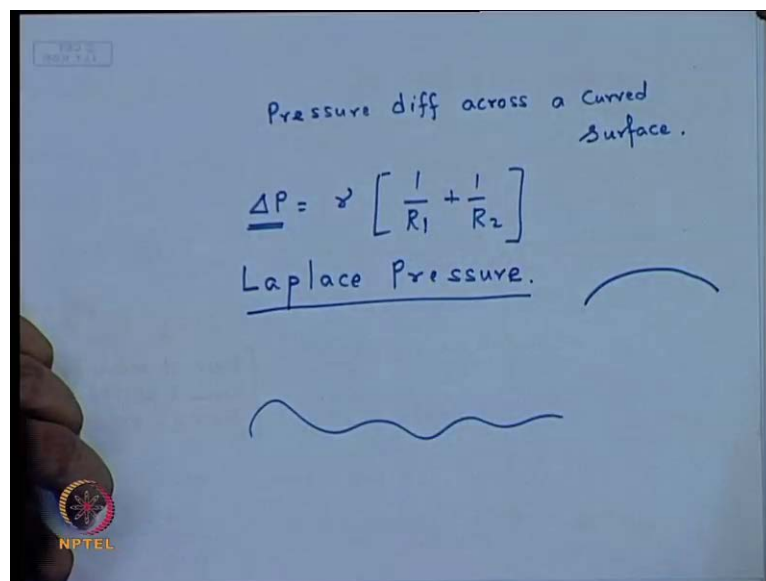 Pressure diff across a curved
surface.
ΔP = γ [ 1/R1 + 1/R2 ]
Laplace Pressure.
NPTEL